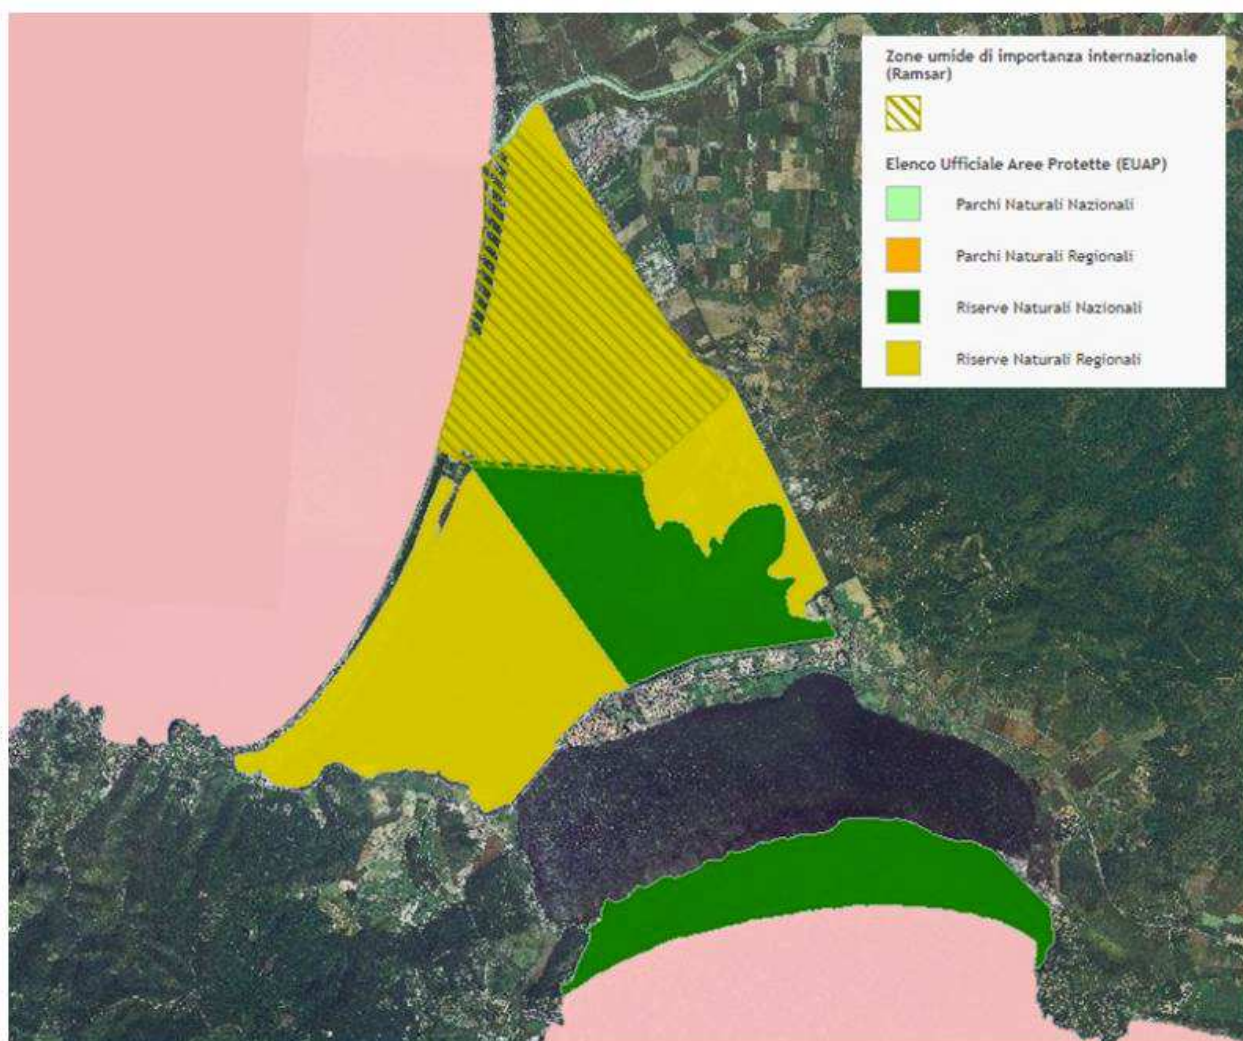 Zone umide di importanza internazionale
(Ramsar)
Elenco Ufficiale Aree Protette (EUAP)
Parchi Naturali Nazionali
Parchi Naturali Regionali
Riserve Naturali Nazionali
Riserve Naturali Regionali